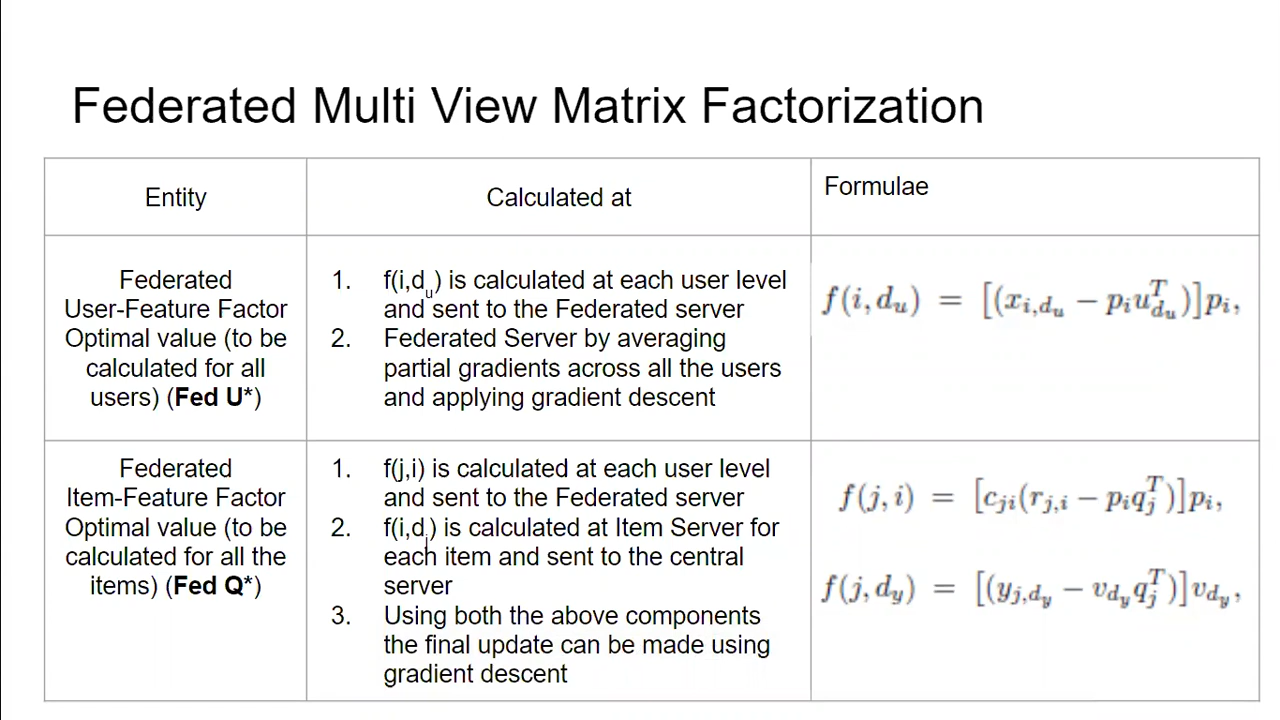 Federated Multi View Matrix Factorization
Entity
Calculated at
Formulae
Federated
User-Feature Factor
Optimal value (to be
calculated for all
users) (Fed U*)
1. f(i,d_u) is calculated at each user level
and sent to the Federated server
2. Federated Server by averaging
partial gradients across all the users
and applying gradient descent
f(i, d_u) = [(x_{i,d_u} − p_i u_{d_u}^T)]p_i,
Federated
Item-Feature Factor
Optimal value (to be
calculated for all the
items) (Fed Q*)
1. f(j,i) is calculated at each user level
and sent to the Federated server
2. f(i,d) is calculated at Item Server for
each item and sent to the central
server
3. Using both the above components
the final update can be made using
gradient descent
f(j, i) = [c_{ji}(r_{j,i} − p_i q_j^T)]p_i,
f(j, d_y) = [(y_{j,d_y} − v_{d_y} q_j^T)]v_{d_y},